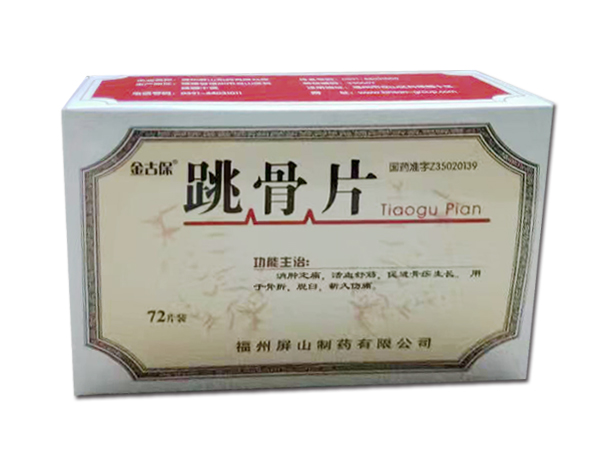 金古保®
跳骨片
国药准字Z35020139
Tiaogu Pian
功能主治:
消肿定痛，活血舒筋，促进骨痂生长。用
于骨折，脱臼，新久伤痛。
72片装
福州屏山制药有限公司